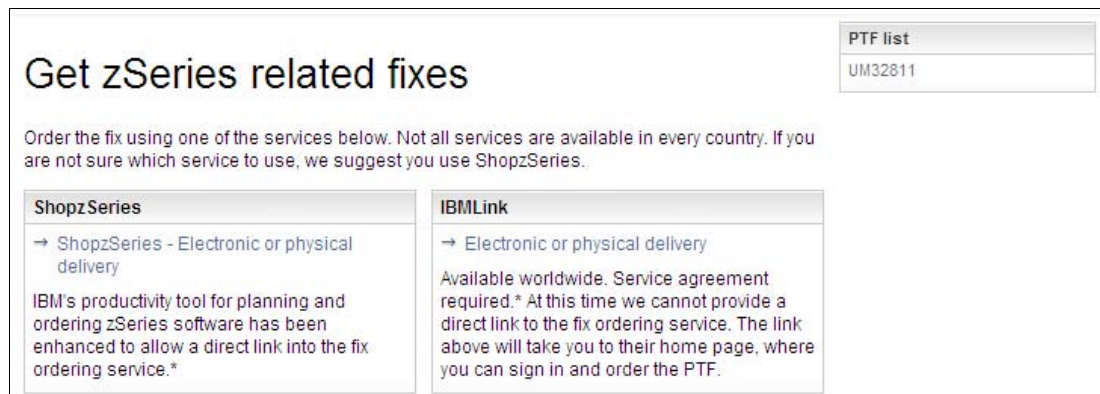 Get zSeries related fixes
Order the fix using one of the services below. Not all services are available in every country. If you
are not sure which service to use, we suggest you use ShopzSeries.
PTF list
UM32811
ShopzSeries
→ ShopzSeries - Electronic or physical
delivery
IBM's productivity tool for planning and
ordering zSeries software has been
enhanced to allow a direct link into the fix
ordering service.*
IBMLink
→ Electronic or physical delivery
Available worldwide. Service agreement
required.* At this time we cannot provide a
direct link to the fix ordering service. The link
above will take you to their home page, where
you can sign in and order the PTF.